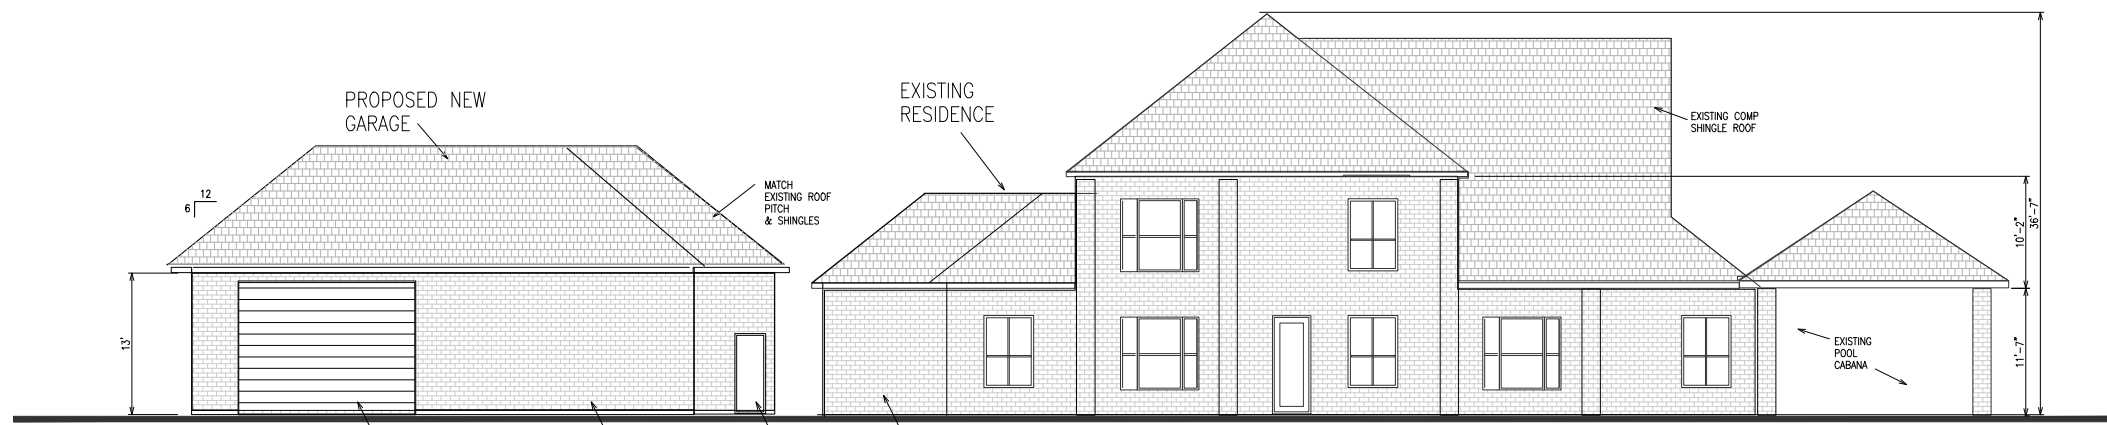 PROPOSED NEW
GARAGE
12
6
MATCH
EXISTING ROOF
PITCH
& SHINGLES
13'
EXISTING
RESIDENCE
EXISTING COMP
SHINGLE ROOF
10'-2"
36'-7"
11'-7"
EXISTING
POOL
CABANA